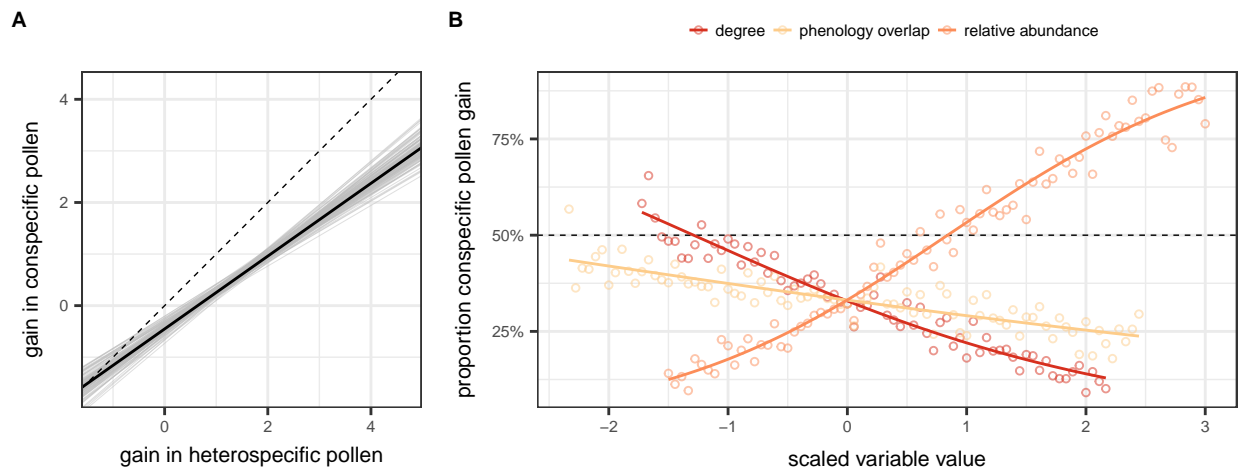 A
gain in conspecific pollen
4
2
0
0
2
4
gain in heterospecific pollen
B
degree phenology overlap relative abundance
proportion conspecific pollen gain
75%
50%
25%
−2
−1
0
1
2
3
scaled variable value